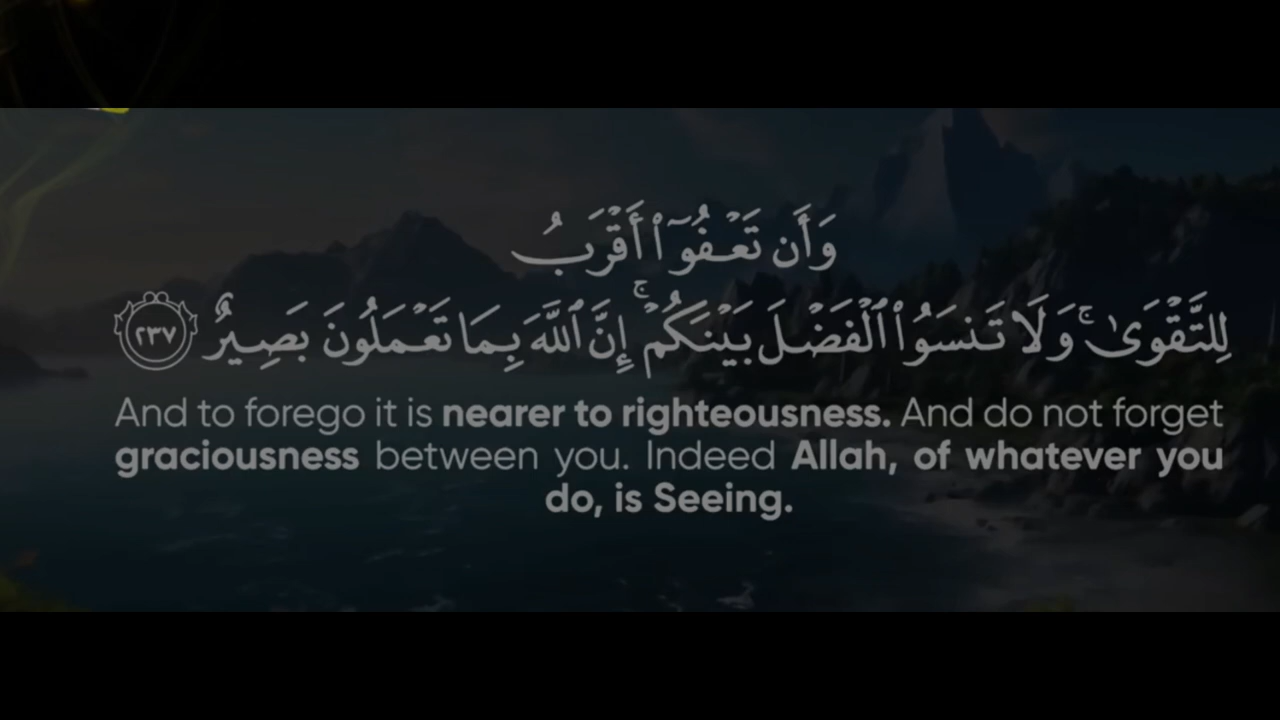 وَأَن تَعۡفُوٓاْ أَقۡرَبُ
لِلتَّقۡوَىٰۚ وَلَا تَنسَوُاْ ٱلۡفَضۡلَ بَيۡنَكُمۡۚ إِنَّ ٱللَّهَ بِمَا تَعۡمَلُونَ بَصِيرٌ ٢٣٧
And to forego it is nearer to righteousness. And do not forget
graciousness between you. Indeed Allah, of whatever you
do, is Seeing.